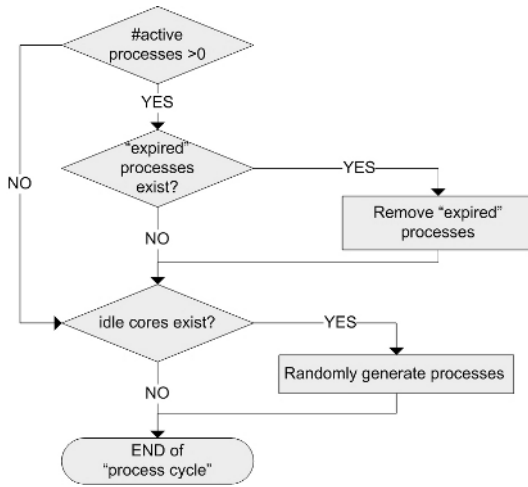 #active
processes >0
YES
“expired”
processes
exist?
YES
NO
Remove “expired”
processes
NO
idle cores exist?
YES
Randomly generate processes
NO
END of
“process cycle”